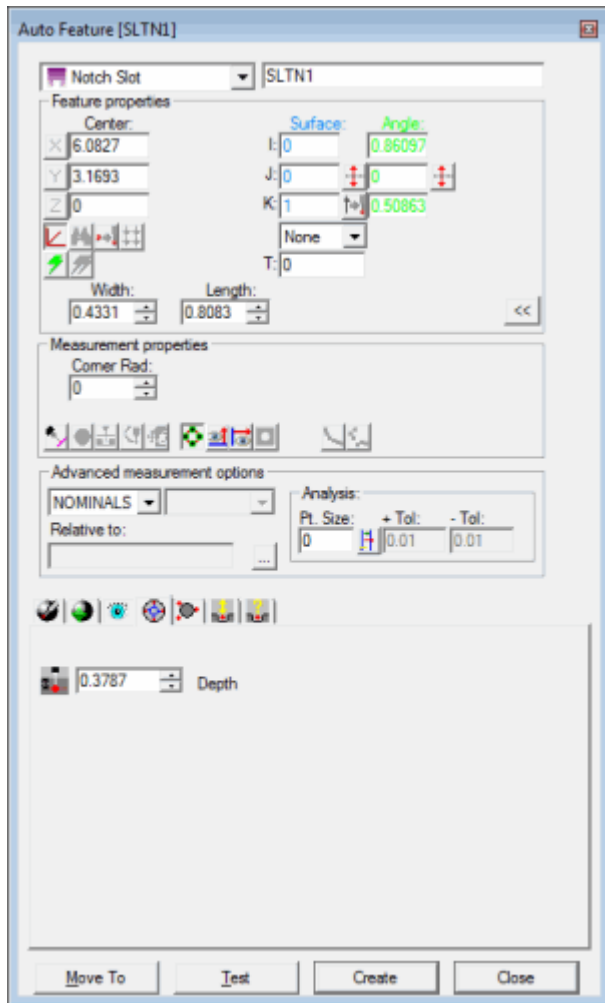 Auto Feature [SLTN1]
Notch Slot SLTN1
Feature properties
Center: Surface: Angle:
X 6.0827 I: 0 0.86097
Y 3.1693 J: 0 0
Z 0 K: 1 0.50863
None
T: 0
Width: Length:
0.4331 0.8083 <<
Measurement properties
Corner Rad:
0
Advanced measurement options
NOMINALS Analysis:
Relative to: Pt. Size: + Tol: - Tol:
... 0 0.01 0.01
0.3787 Depth
Move To Test Create Close